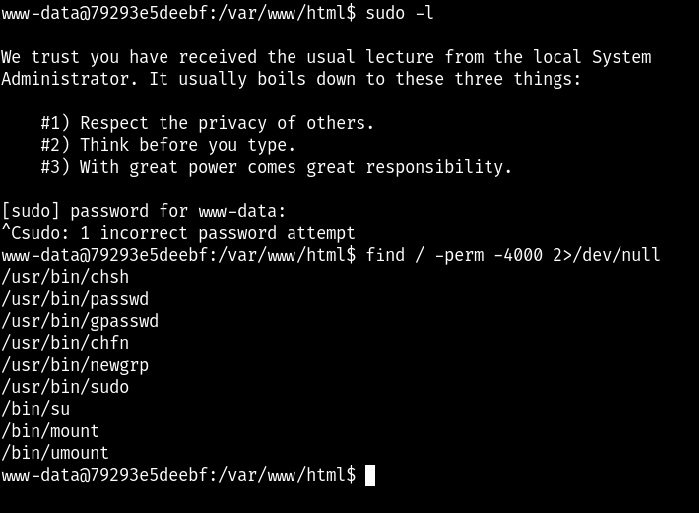 www-data@79293e5deebf:/var/www/html$ sudo -l
We trust you have received the usual lecture from the local System
Administrator. It usually boils down to these three things:
#1) Respect the privacy of others.
#2) Think before you type.
#3) With great power comes great responsibility.
[sudo] password for www-data:
^Csudo: 1 incorrect password attempt
www-data@79293e5deebf:/var/www/html$ find / -perm -4000 2>/dev/null
/usr/bin/chsh
/usr/bin/passwd
/usr/bin/gpasswd
/usr/bin/chfn
/usr/bin/newgrp
/usr/bin/sudo
/bin/su
/bin/mount
/bin/umount
www-data@79293e5deebf:/var/www/html$